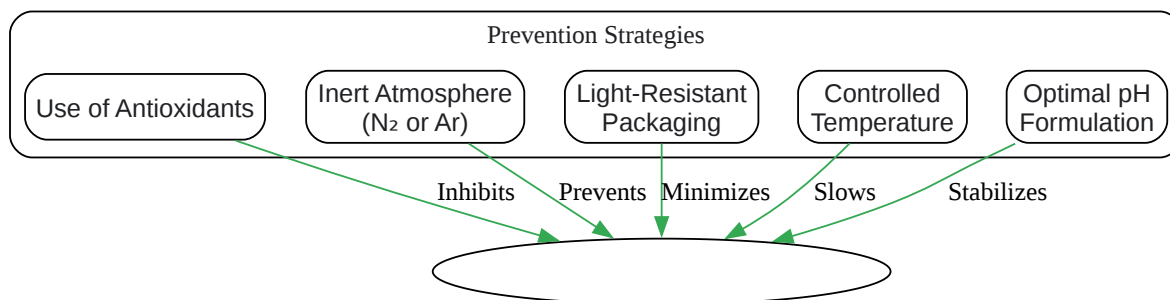 Prevention Strategies
Use of Antioxidants
Inert Atmosphere
(N₂ or Ar)
Light-Resistant
Packaging
Controlled
Temperature
Optimal pH
Formulation
Inhibits
Prevents
Minimizes
Slows
Stabilizes